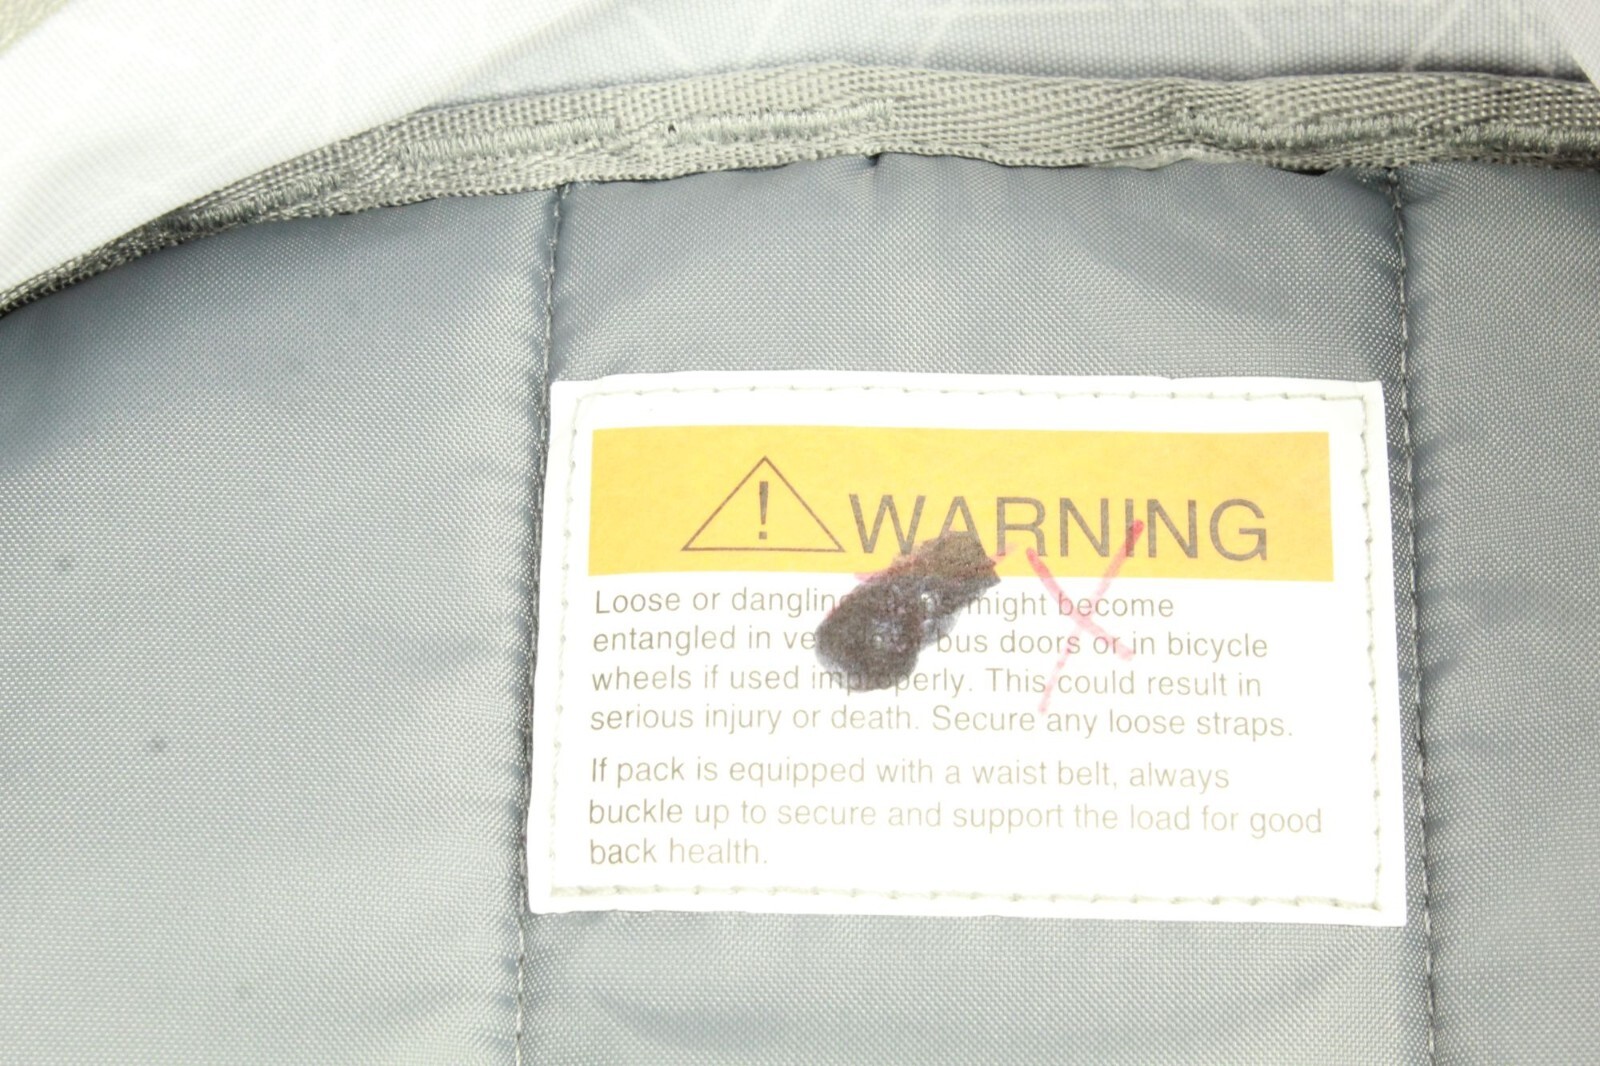 ! WARNING
Loose or dangling might become
entangled in bus doors or in bicycle
wheels if used improperly. This could result in
serious injury or death. Secure any loose straps.
If pack is equipped with a waist belt, always
buckle up to secure and support the load for good
back health.